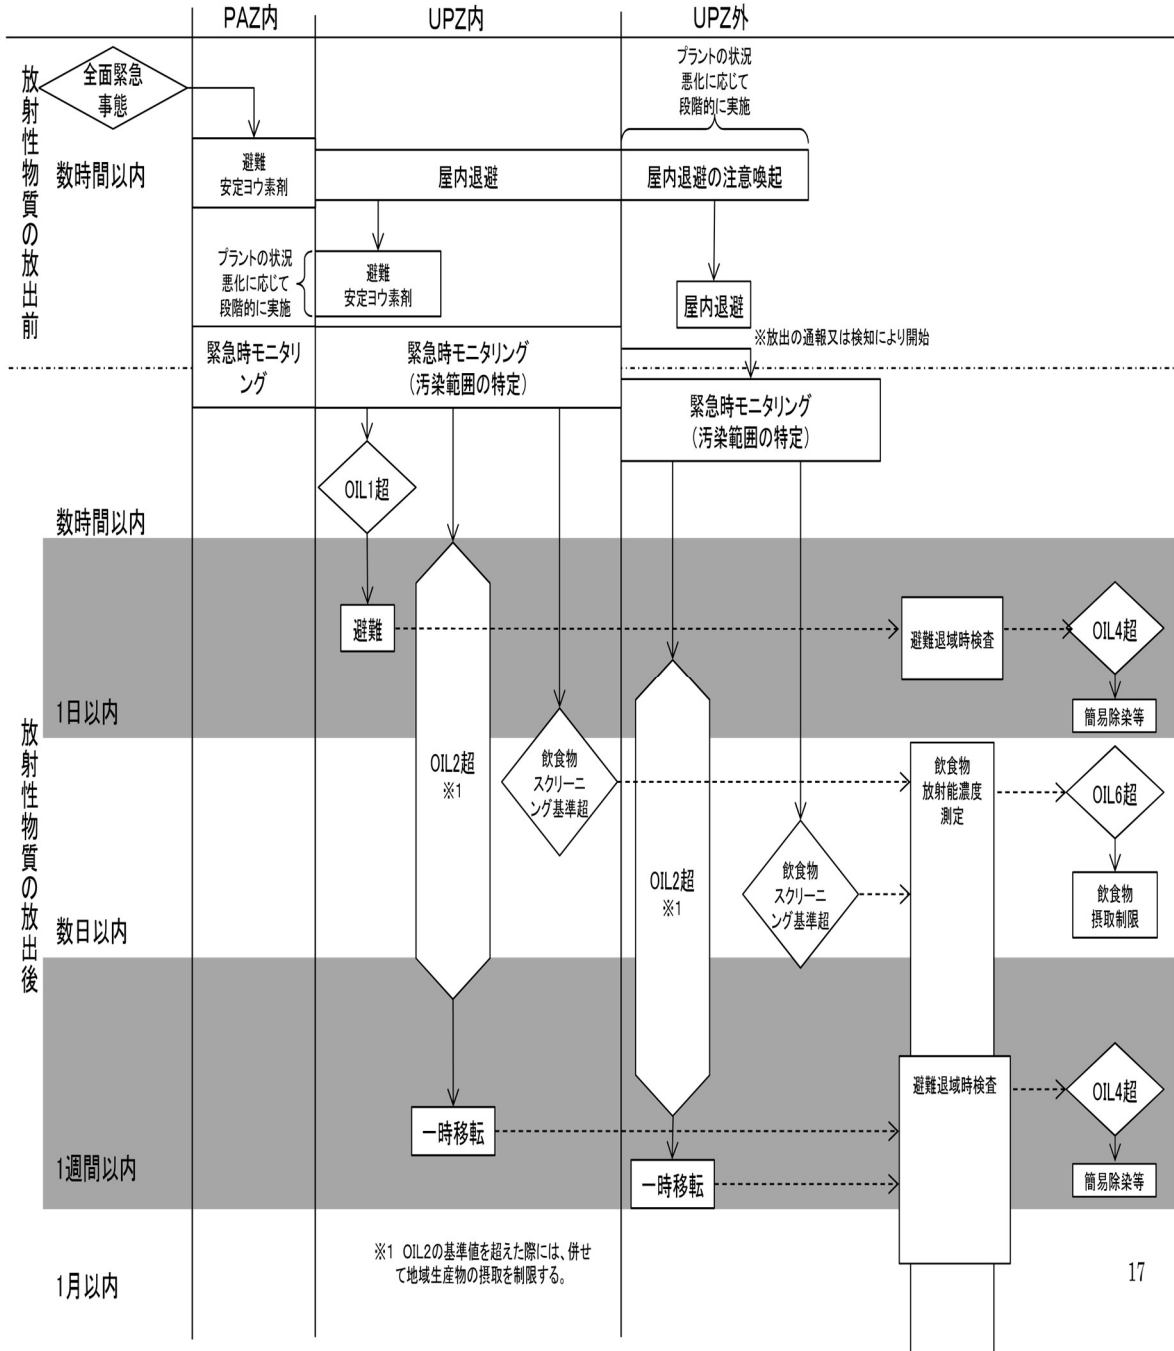 PAZ内
UPZ内
UPZ外
放射性物質の放出前
全面緊急
事態
プラントの状況
悪化に応じて
段階的に実施
数時間以内
避難
安定ヨウ素剤
屋内退避
屋内退避の注意喚起
プラントの状況
悪化に応じて
段階的に実施
避難
安定ヨウ素剤
屋内退避
※放出の通報又は検知により開始
緊急時モニタリ
ング
緊急時モニタリング
(汚染範囲の特定)
緊急時モニタリング
(汚染範囲の特定)
OIL1超
数時間以内
放射性物質の放出後
避難
避難退域時検査
OIL4超
簡易除染等
1日以内
OIL2超
※1
飲食物
スクリーニ
ング基準超
飲食物
放射能濃度
測定
OIL6超
OIL2超
※1
飲食物
スクリーニ
ング基準超
飲食物
摂取制限
数日以内
避難退域時検査
OIL4超
一時移転
一時移転
簡易除染等
1週間以内
※1 OIL2の基準値を超えた際には、併せ
て地域生産物の摂取を制限する。
1月以内
17